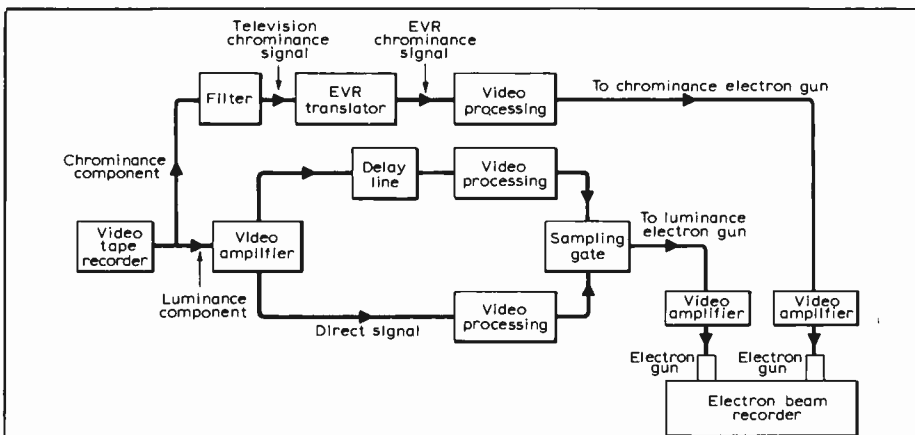 Television
chrominance
signal
EVR
chrominance
signal
Filter
EVR
translator
Video
processing
To chrominance electron gun
Chrominance
component
Delay
line
Video
processing
Video
tape
recorder
Video
amplifier
Sampling
gate
To luminance
electron gun
Luminance
component
Direct signal
Video
processing
Video
amplifier
Video
amplifier
Electron
gun
Electron
gun
Electron beam
recorder